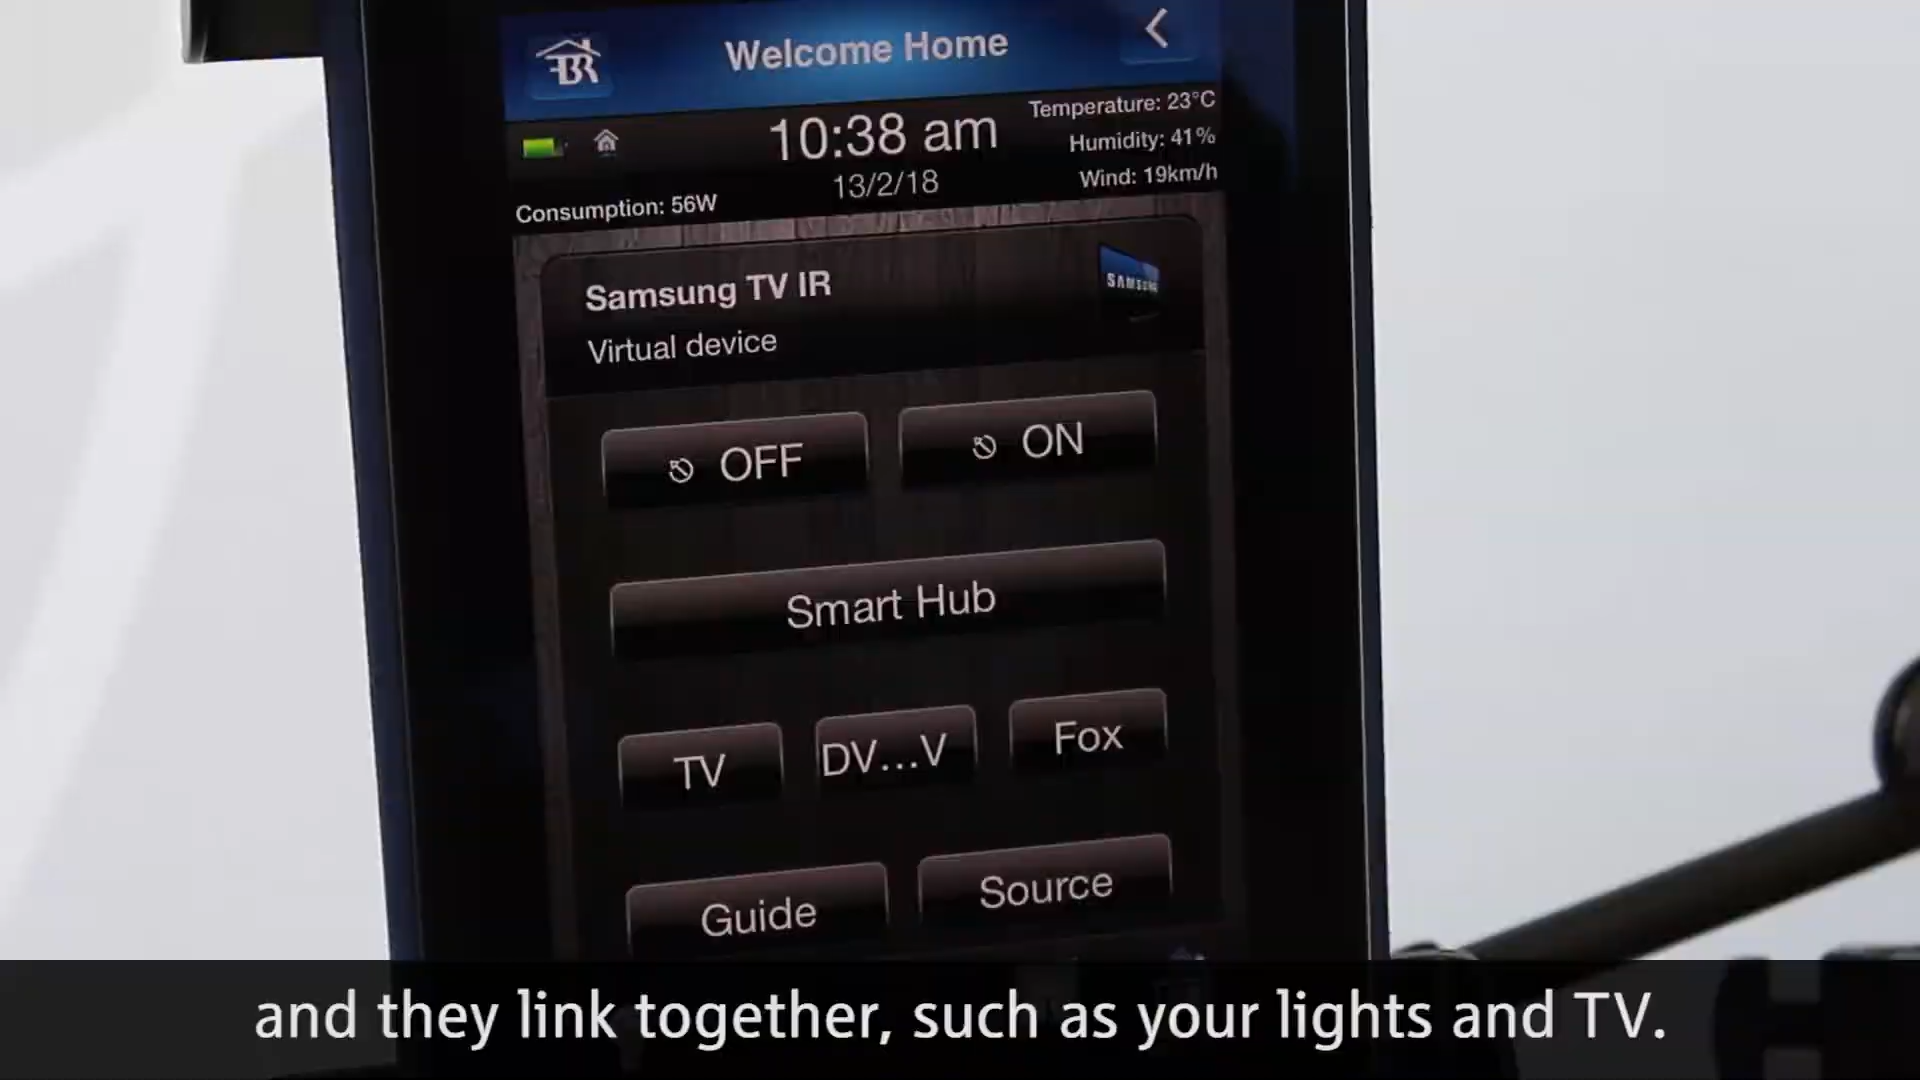 Welcome Home
10:38 am
13/2/18
Temperature: 23°C
Humidity: 41%
Wind: 19km/h
Consumption: 56W
Samsung TV IR
Virtual device
SAMSUNG
OFF
ON
Smart Hub
TV
DV...V
Fox
Guide
Source
and they link together, such as your lights and TV.